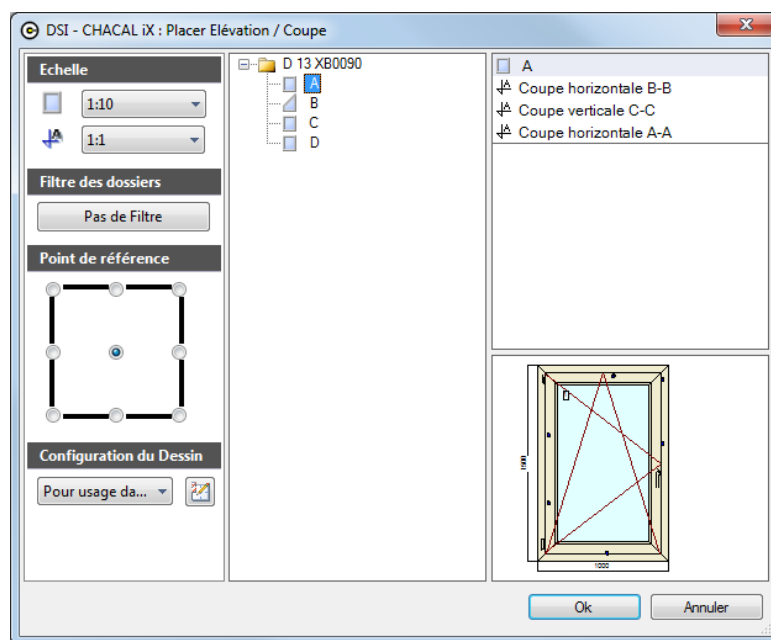 DSI - CHACAL iX : Placer Elévation / Coupe
Echelle
1:10
A
1:1
Filtre des dossiers
Pas de Filtre
Point de référence
Configuration du Dessin
Pour usage da...
D 13 XB0090
A
B
C
D
A
Coupe horizontale B-B
Coupe verticale C-C
Coupe horizontale A-A
1500
1000
Ok
Annuler